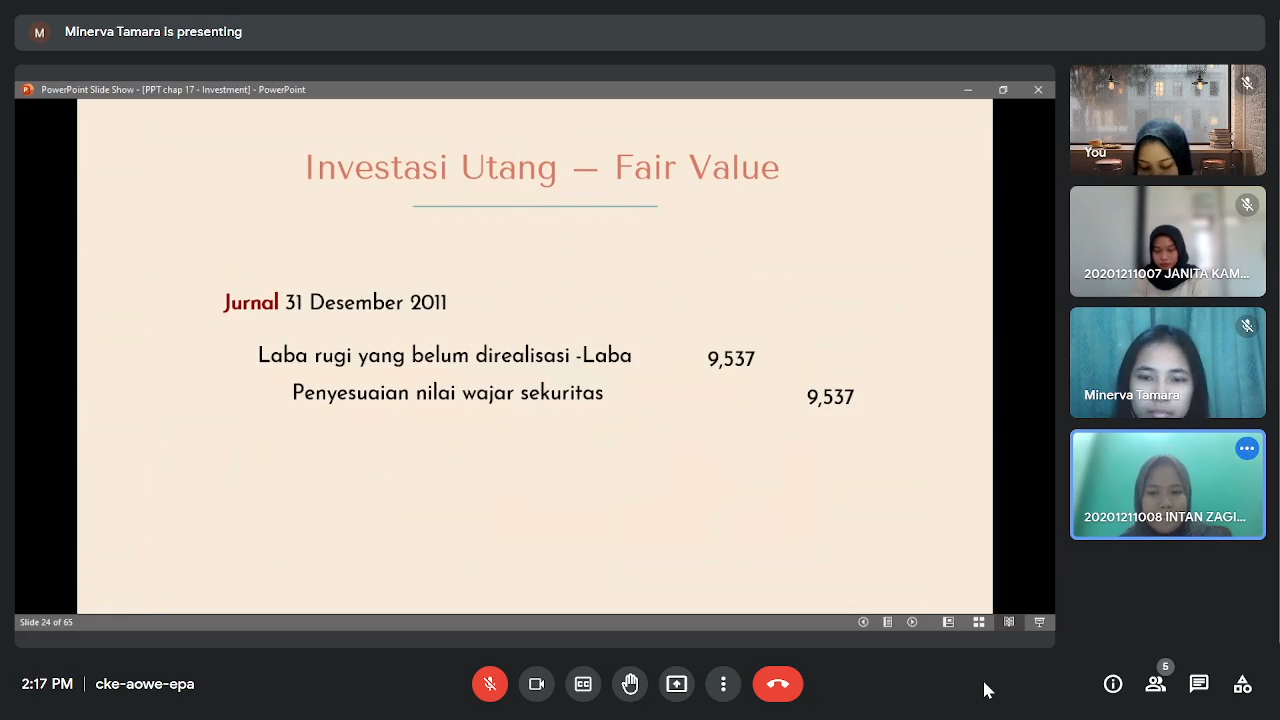 M Minerva Tamara is presenting
PowerPoint Slide Show - [PPT chap 17 - Investment] - PowerPoint
Investasi Utang – Fair Value
Jurnal 31 Desember 2011
Laba rugi yang belum direalisasi -Laba 9,537
Penyesuaian nilai wajar sekuritas 9,537
Slide 24 of 65
You
20201211007 JANITA KAM...
Minerva Tamara
20201211008 INTAN ZAGI...
2:17 PM | cke-aowe-epa
5